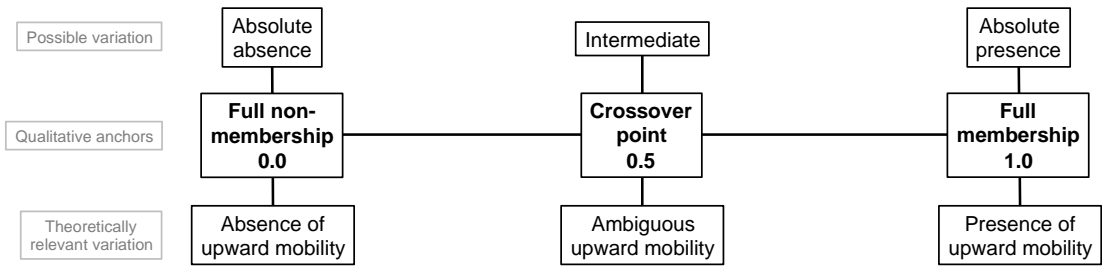 Possible variation
Absolute
absence
Intermediate
Absolute
presence
Qualitative anchors
Full non-
membership
0.0
Crossover
point
0.5
Full
membership
1.0
Theoretically
relevant variation
Absence of
upward mobility
Ambiguous
upward mobility
Presence of
upward mobility